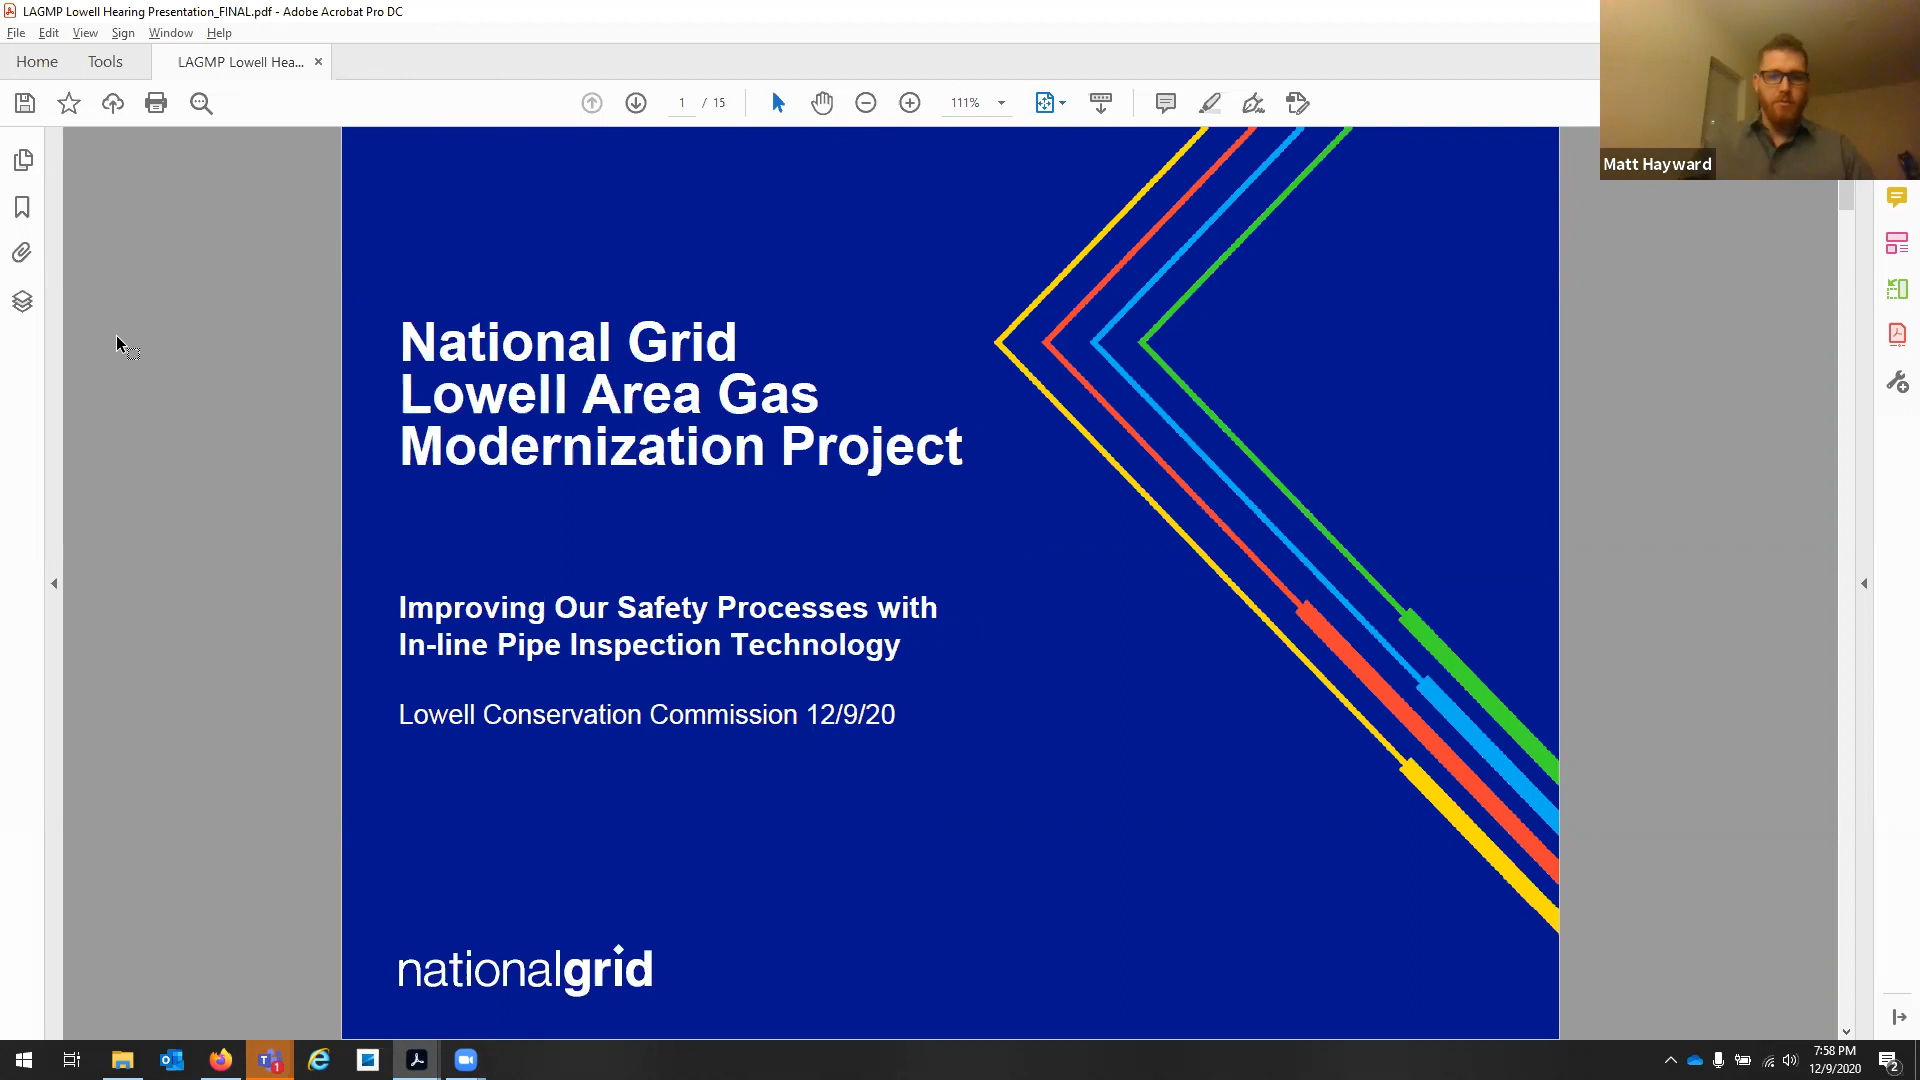 LAGMP Lowell Hearing Presentation_FINAL.pdf - Adobe Acrobat Pro DC
File Edit View Sign Window Help
Home Tools LAGMP Lowell Hea... ×
1 / 15 111%
Matt Hayward
National Grid
Lowell Area Gas
Modernization Project
Improving Our Safety Processes with
In-line Pipe Inspection Technology
Lowell Conservation Commission 12/9/20
nationalgrid
7:58 PM
12/9/2020
1
2